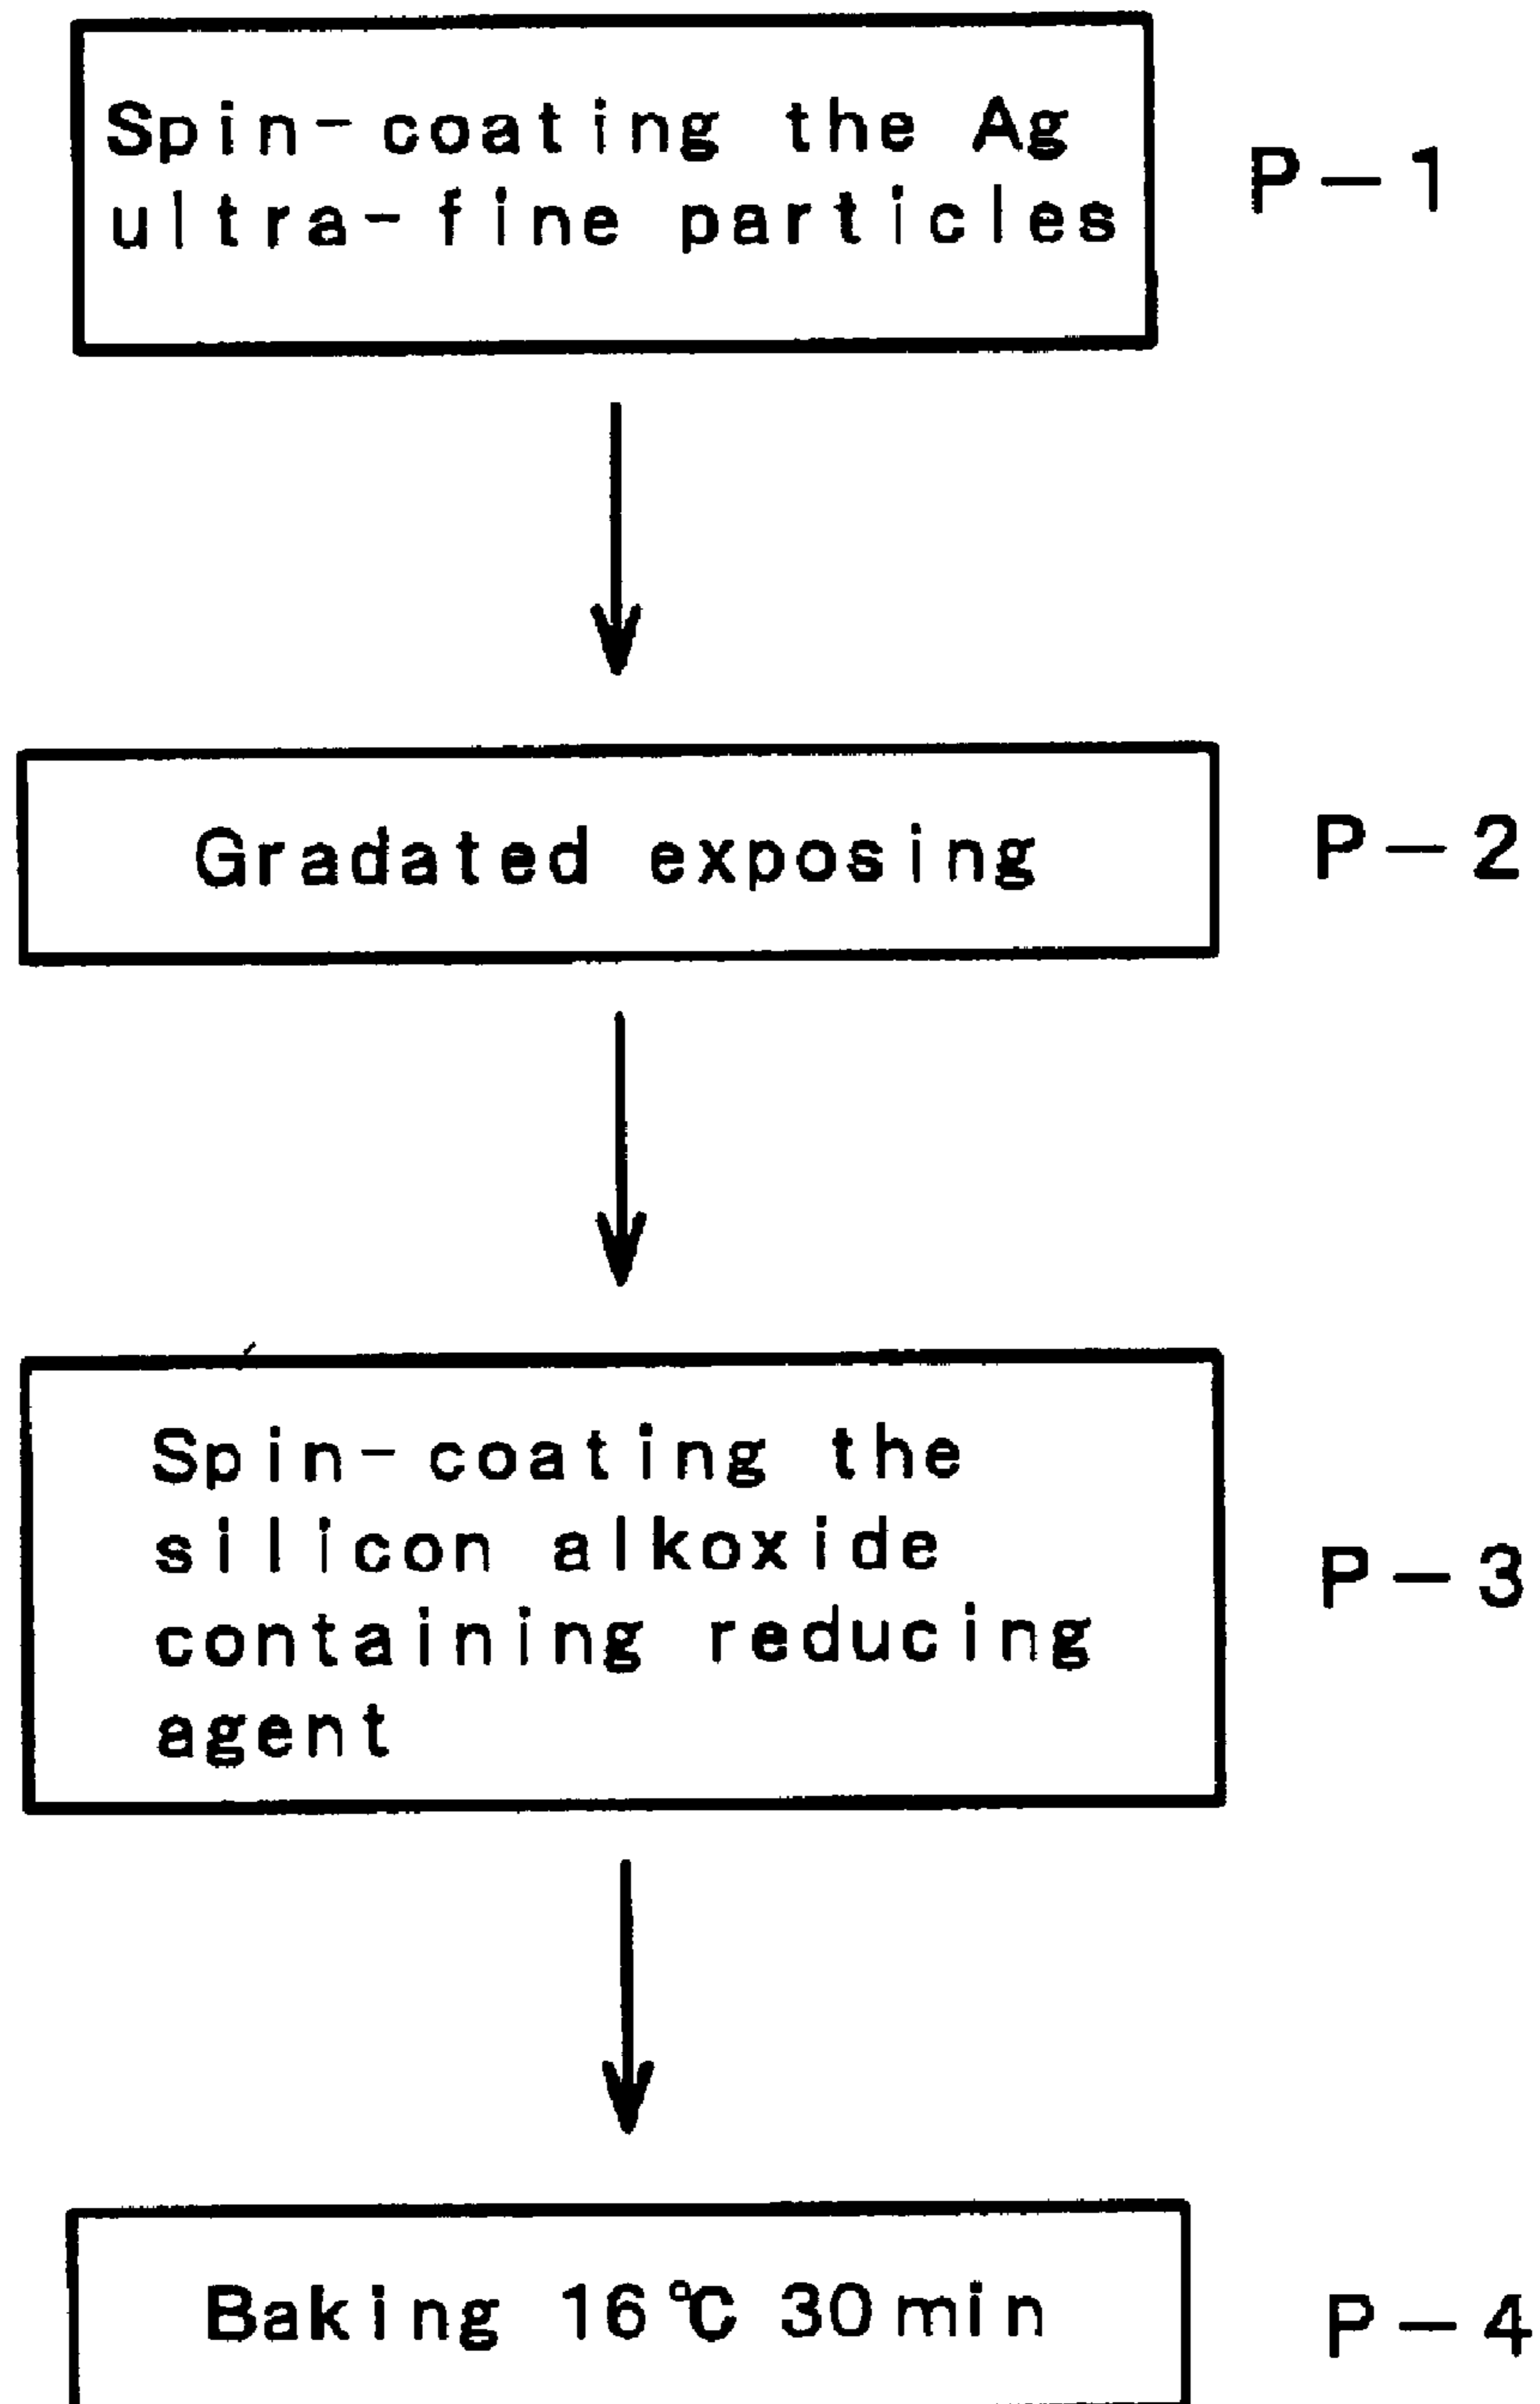 Spin-coating the Ag
ultra-fine particles
P-1
Gradated exposing
P-2
Spin-coating the
silicon alkoxide
containing reducing
agent
P-3
Baking 16℃ 30min
P-4